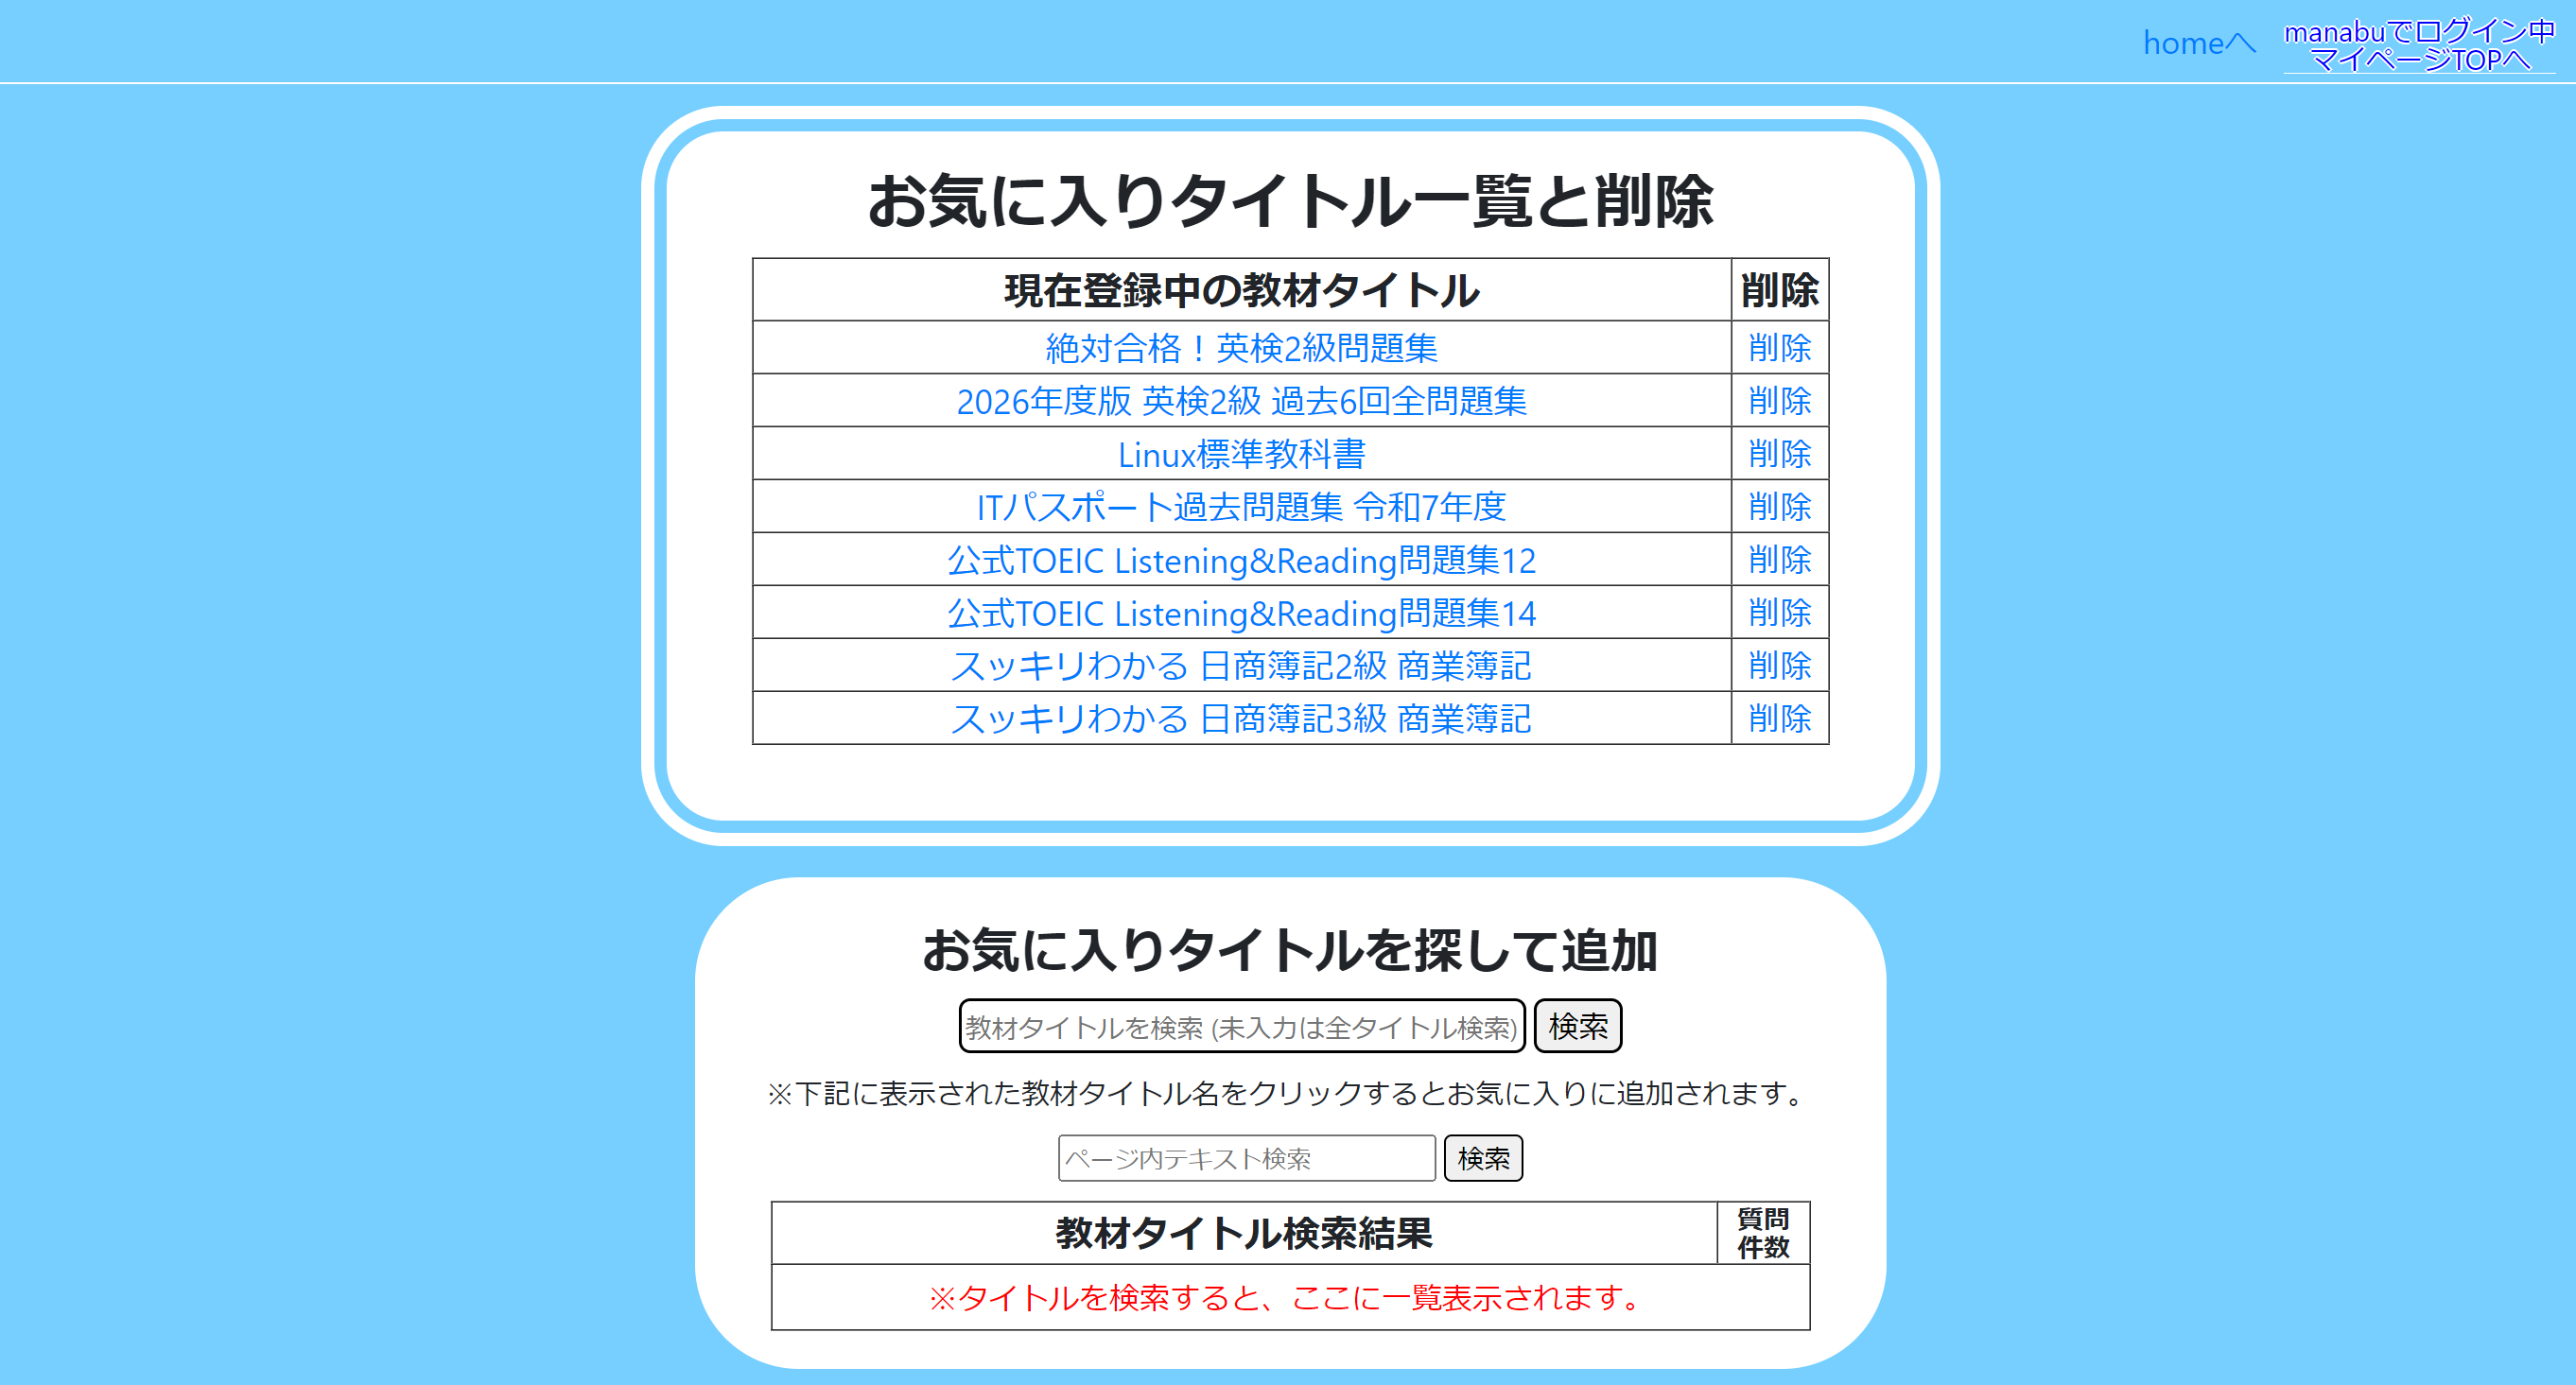 homeへ
manabuでログイン中
マイページTOPへ
お気に入りタイトル一覧と削除
現在登録中の教材タイトル 削除
絶対合格！英検2級問題集 削除
2026年度版 英検2級 過去6回全問題集 削除
Linux標準教科書 削除
ITパスポート過去問題集 令和7年度 削除
公式TOEIC Listening&Reading問題集12 削除
公式TOEIC Listening&Reading問題集14 削除
スッキリわかる 日商簿記2級 商業簿記 削除
スッキリわかる 日商簿記3級 商業簿記 削除
お気に入りタイトルを探して追加
教材タイトルを検索 (未入力は全タイトル検索) 検索
※下記に表示された教材タイトル名をクリックするとお気に入りに追加されます。
ページ内テキスト検索 検索
教材タイトル検索結果
質問
件数
※タイトルを検索すると、ここに一覧表示されます。